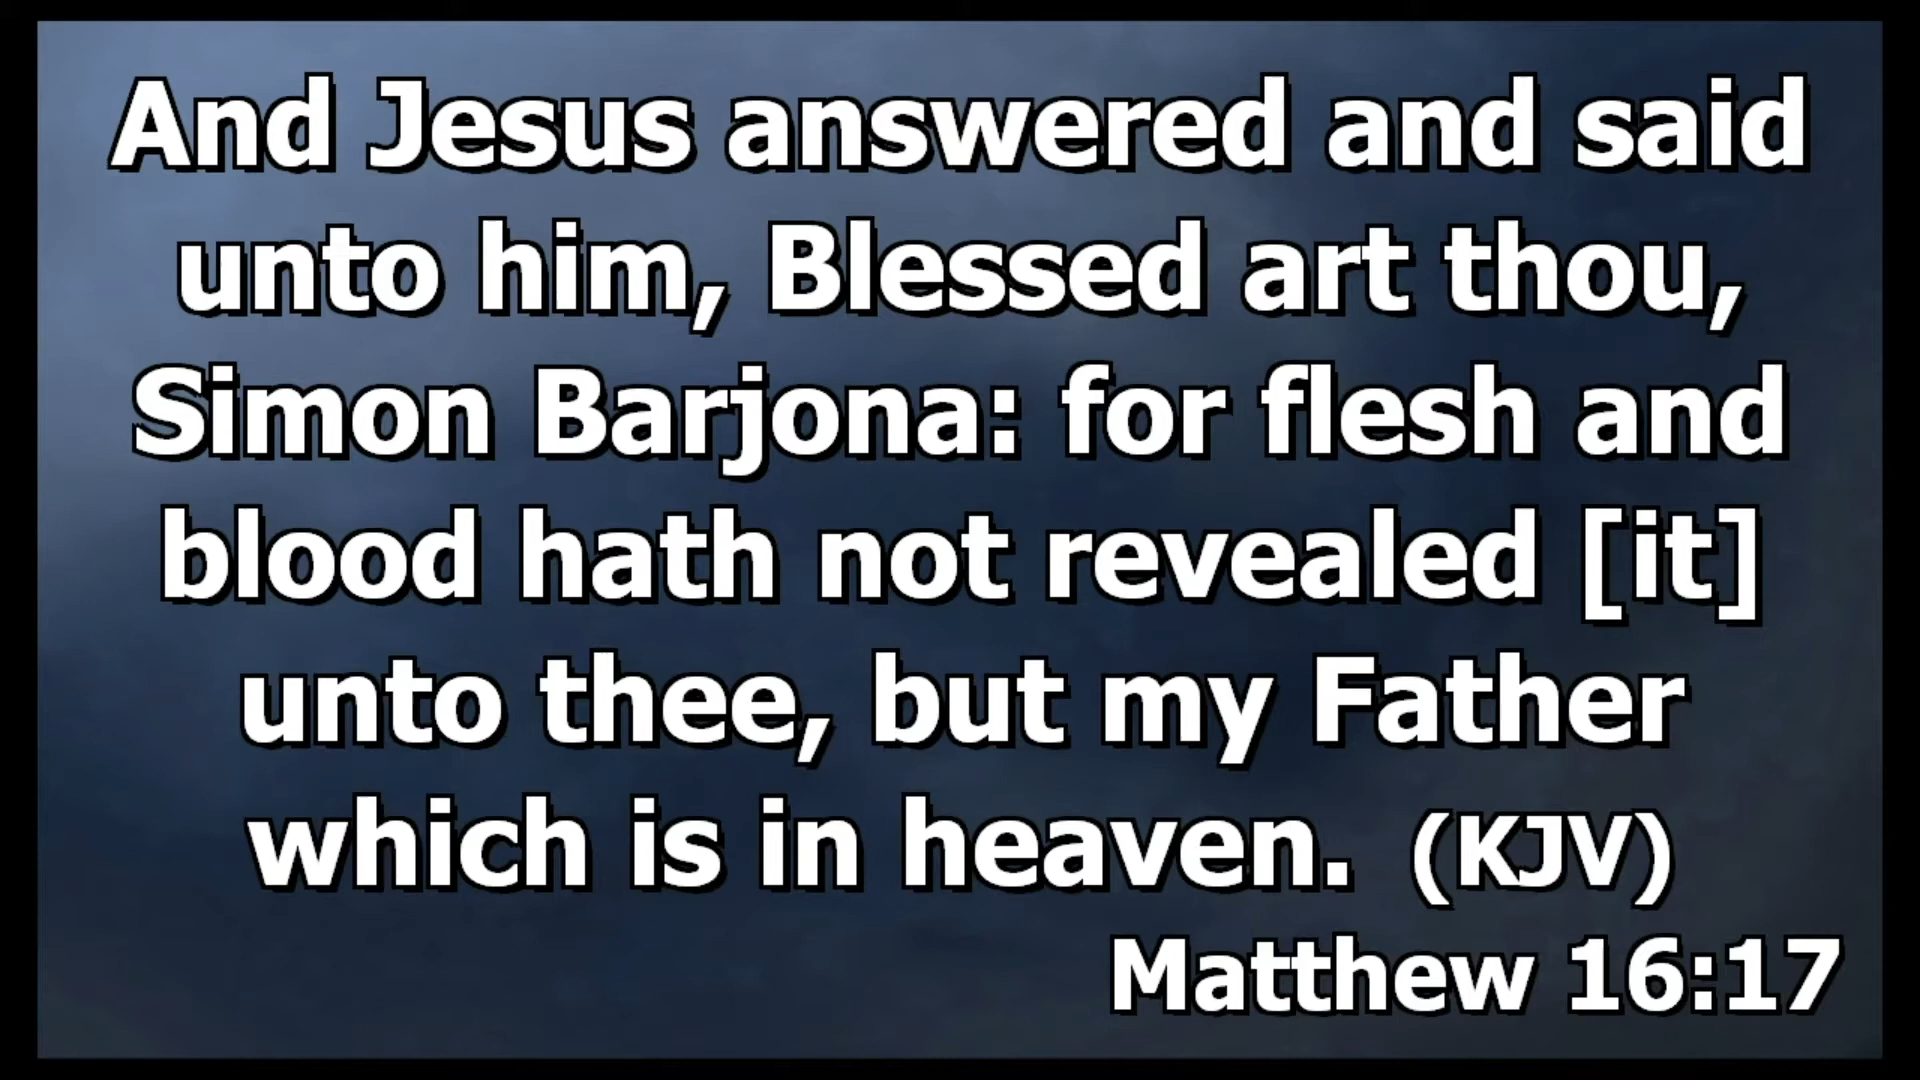 And Jesus answered and said
unto him, Blessed art thou,
Simon Barjona: for flesh and
blood hath not revealed [it]
unto thee, but my Father
which is in heaven. (KJV)
Matthew 16:17